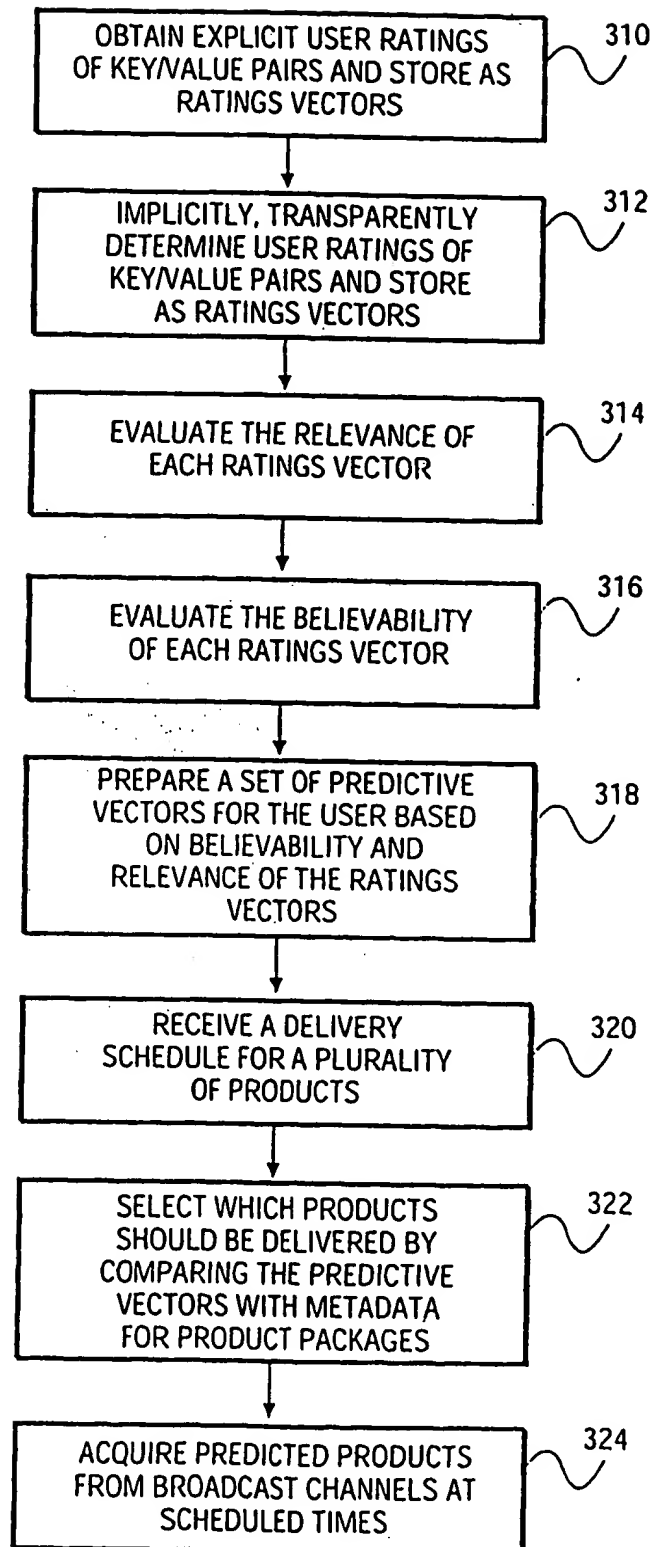 OBTAIN EXPLICIT USER RATINGS
OF KEY/VALUE PAIRS AND STORE AS
RATINGS VECTORS
310
IMPLICITLY, TRANSPARENTLY
DETERMINE USER RATINGS OF
KEY/VALUE PAIRS AND STORE
AS RATINGS VECTORS
312
EVALUATE THE RELEVANCE OF
EACH RATINGS VECTOR
314
EVALUATE THE BELIEVABILITY
OF EACH RATINGS VECTOR
316
PREPARE A SET OF PREDICTIVE
VECTORS FOR THE USER BASED
ON BELIEVABILITY AND
RELEVANCE OF THE RATINGS
VECTORS
318
RECEIVE A DELIVERY
SCHEDULE FOR A PLURALITY
OF PRODUCTS
320
SELECT WHICH PRODUCTS
SHOULD BE DELIVERED BY
COMPARING THE PREDICTIVE
VECTORS WITH METADATA
FOR PRODUCT PACKAGES
322
ACQUIRE PREDICTED PRODUCTS
FROM BROADCAST CHANNELS AT
SCHEDULED TIMES
324